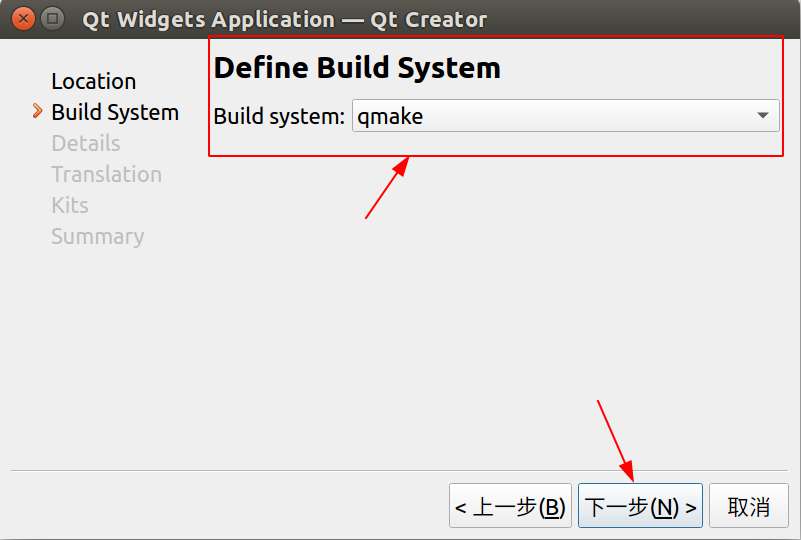 Qt Widgets Application — Qt Creator
Location
Build System
Details
Translation
Kits
Summary
Define Build System
Build system: qmake
< 上一步(B)
下一步(N) >
取消